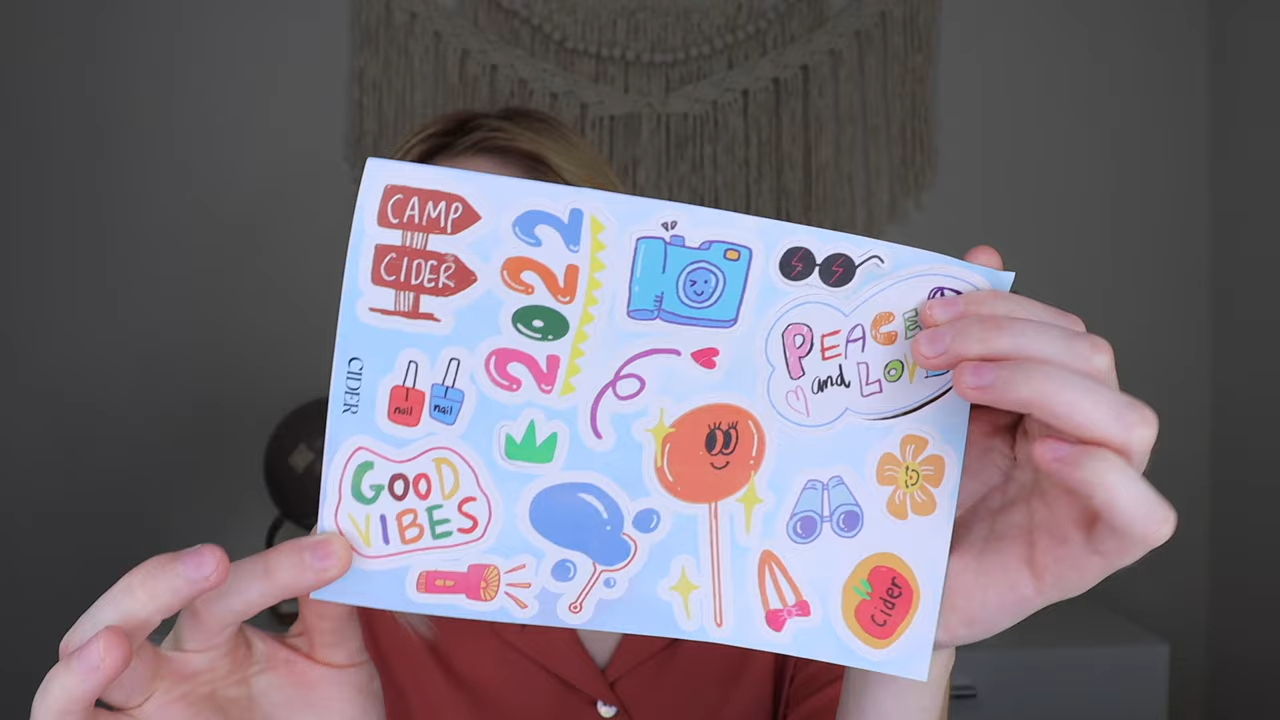 CAMP
CIDER
2022
PEACE
and LOVE
CIDER
nail
nail
GOOD
VIBES
cider